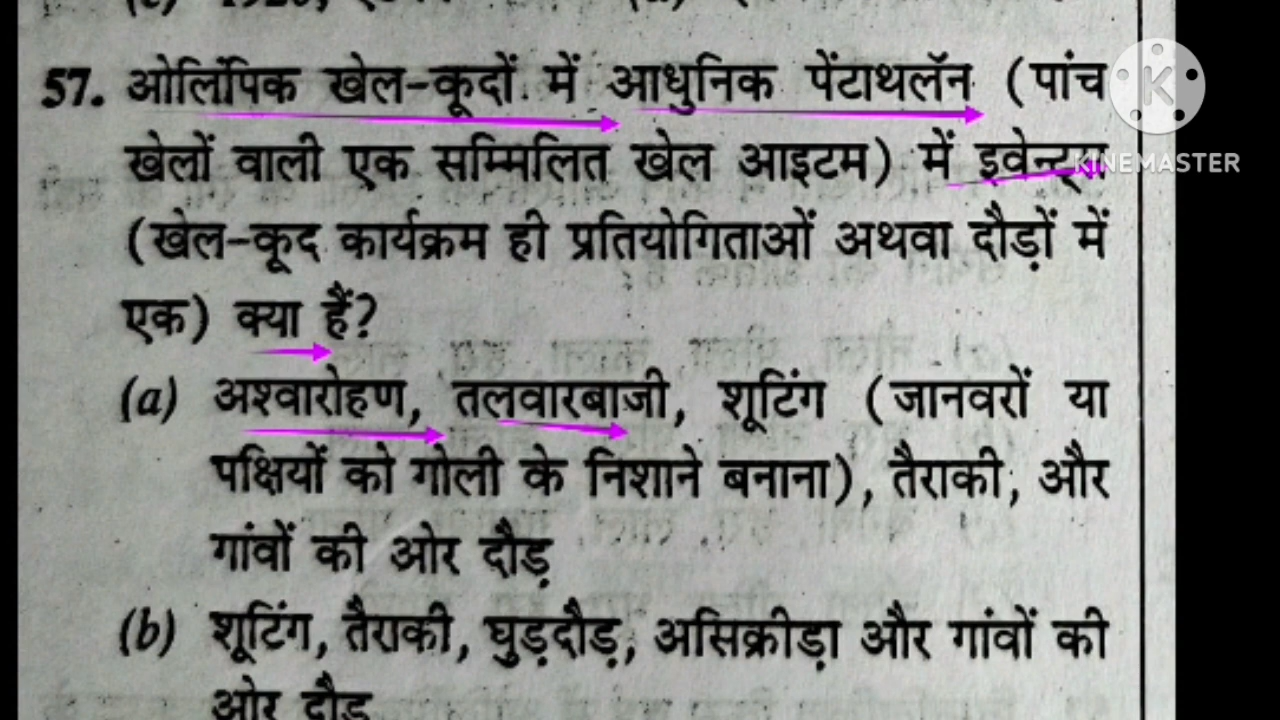 57. ओलिंपिक खेल-कूदों में आधुनिक पेंटाथलॅन (पांच
खेलों वाली एक सम्मिलित खेल आइटम) में इवेन्ट्स
KINEMASTER
(खेल-कूद कार्यक्रम ही प्रतियोगिताओं अथवा दौड़ों में
एक) क्या हैं?
(a) अश्वारोहण, तलवारबाजी, शूटिंग (जानवरों या
पक्षियों को गोली के निशाने बनाना), तैराकी, और
गांवों की ओर दौड़
(b) शूटिंग, तैराकी, घुड़दौड़, असिक्रीड़ा और गांवों की
ओर दौड़